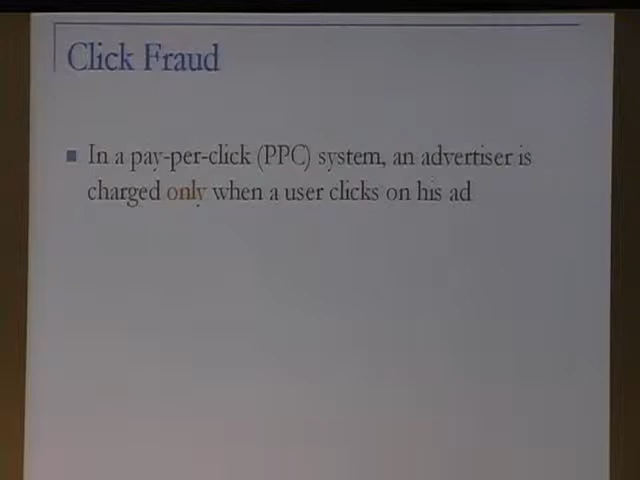 Click Fraud
In a pay-per-click (PPC) system, an advertiser is
charged only when a user clicks on his ad